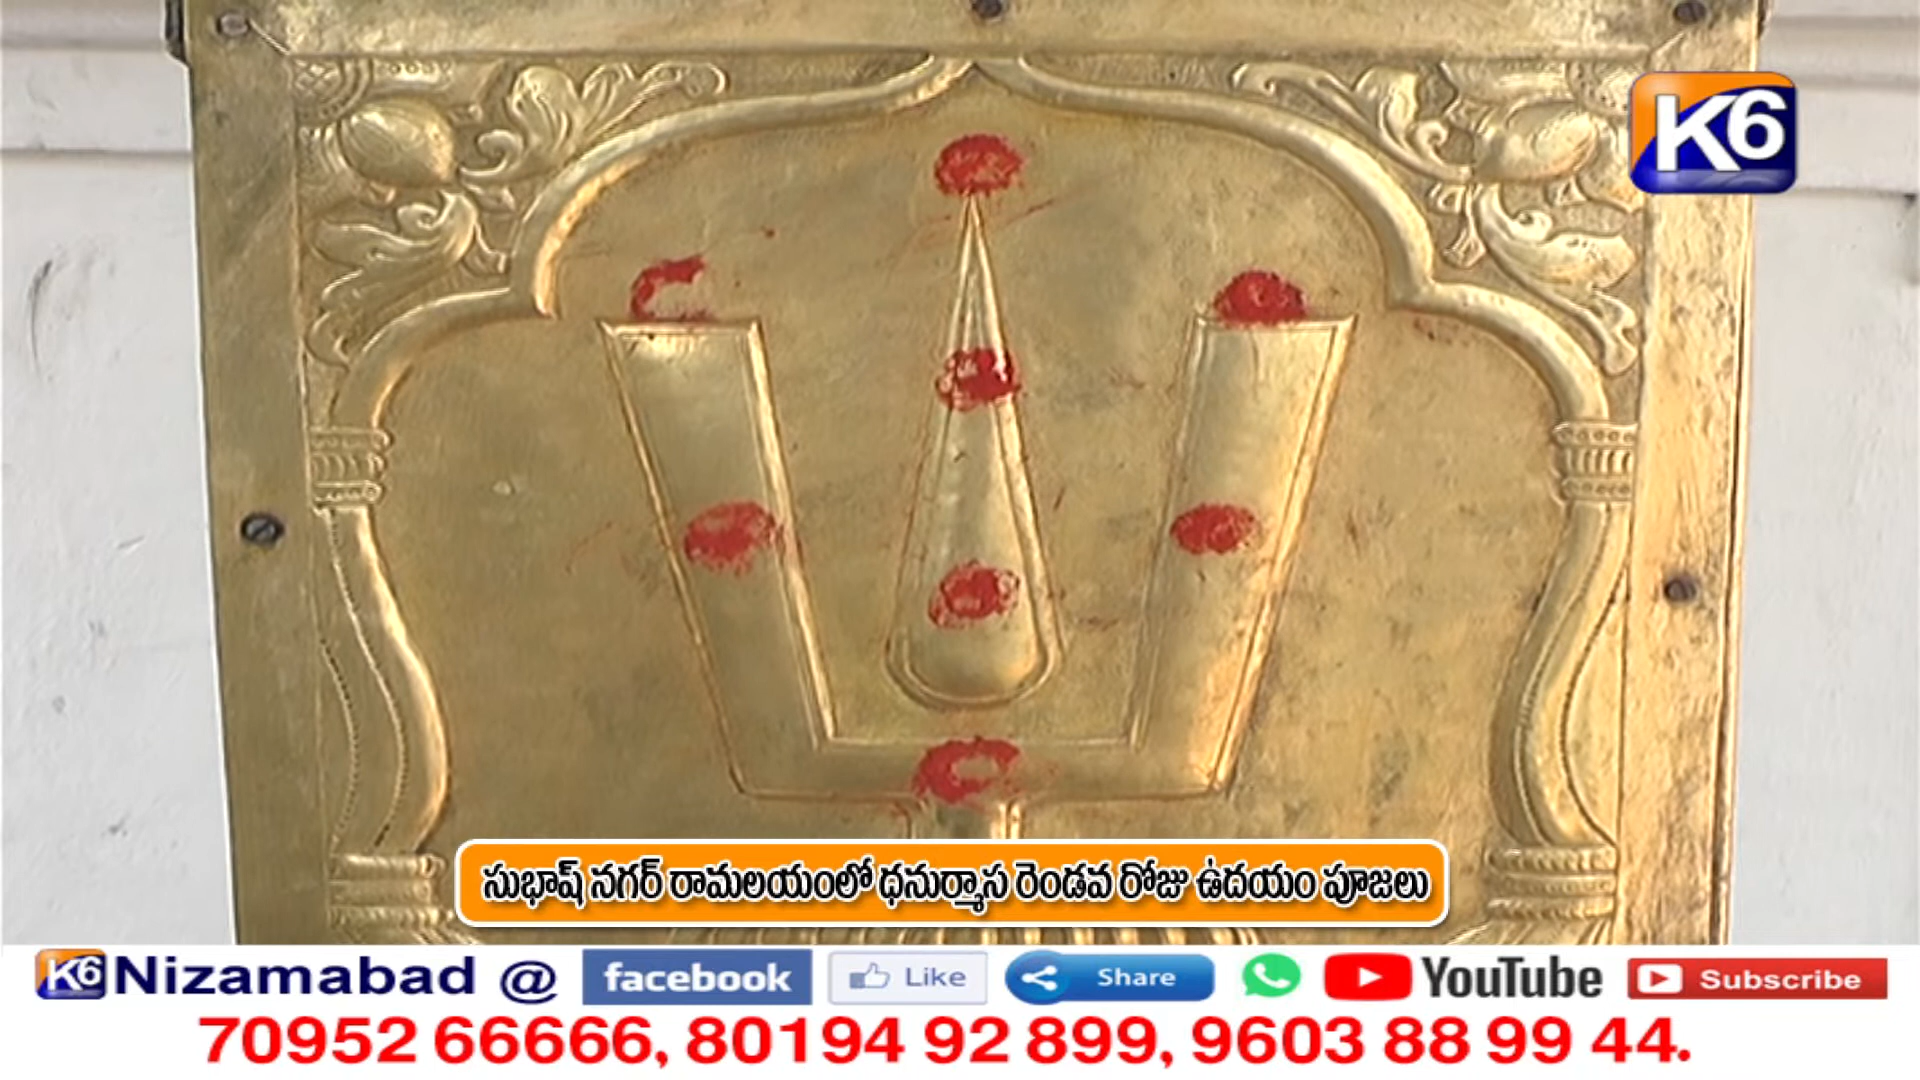 K6
సుభాష్ నగర్ రామలయంలో ధనుర్మాస రెండవ రోజు ఉదయం పూజలు
K6 Nizamabad @ facebook Like Share YouTube Subscribe
70952 66666, 80194 92 899, 9603 88 99 44.